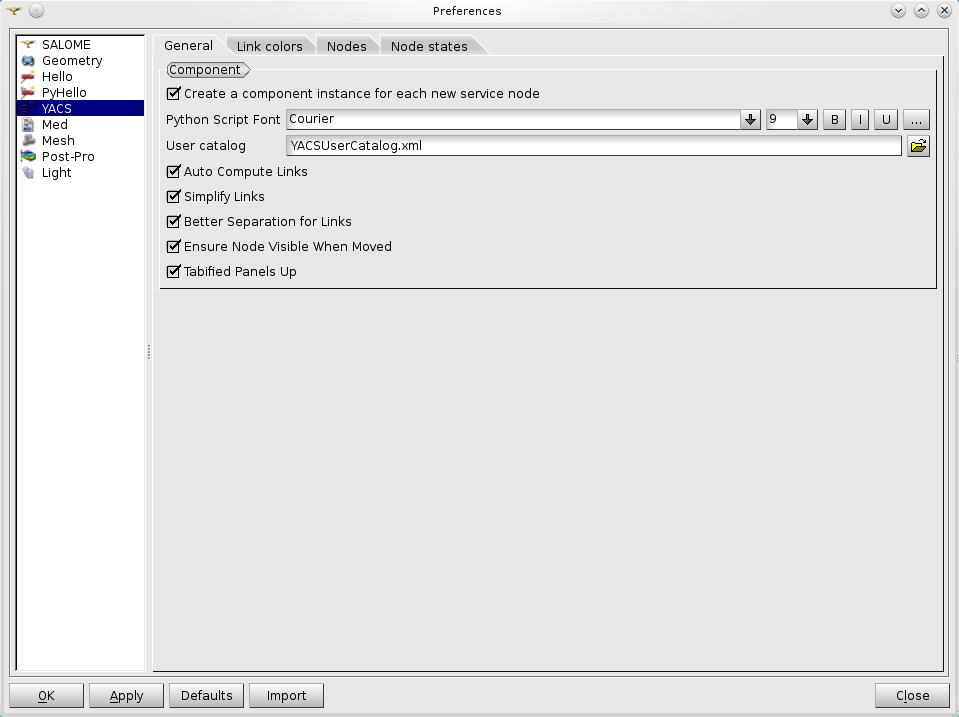 Preferences
SALOME
Geometry
Hello
PyHello
YACS
Med
Mesh
Post-Pro
Light
General Link colors Nodes Node states
Component
Create a component instance for each new service node
Python Script Font Courier 9 B I U ...
User catalog YACSUserCatalog.xml
Auto Compute Links
Simplify Links
Better Separation for Links
Ensure Node Visible When Moved
Tabified Panels Up
OK Apply Defaults Import Close